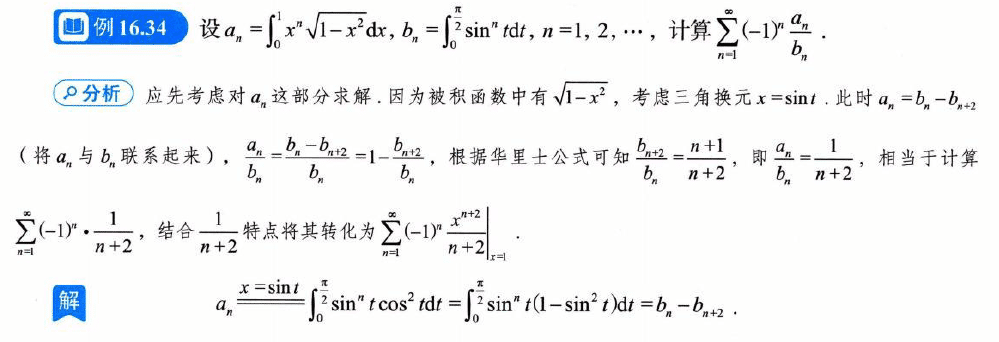 例16.34 设 $a_n=\int_0^1 x^n\sqrt{1-x^2}\mathrm{d}x$, $b_n=\int_0^{\frac{\pi}{2}}\sin^n t\mathrm{d}t$, $n=1, 2, \cdots$, 计算 $\sum_{n=1}^{\infty}(-1)^n\frac{a_n}{b_n}$.
分析 应先考虑对 $a_n$ 这部分求解.因为被积函数中有 $\sqrt{1-x^2}$, 考虑三角换元 $x=\sin t$.此时 $a_n=b_n-b_{n+2}$
(将 $a_n$ 与 $b_n$ 联系起来), $\frac{a_n}{b_n}=\frac{b_n-b_{n+2}}{b_n}=1-\frac{b_{n+2}}{b_n}$, 根据华里士公式可知 $\frac{b_{n+2}}{b_n}=\frac{n+1}{n+2}$, 即 $\frac{a_n}{b_n}=\frac{1}{n+2}$, 相当于计算
$\sum_{n=1}^{\infty}(-1)^n\cdot\frac{1}{n+2}$, 结合 $\frac{1}{n+2}$ 特点将其转化为 $\sum_{n=1}^{\infty}(-1)^n\frac{x^{n+2}}{n+2}\Big|_{x=1}$.
解 $a_n\xlongequal{x=\sin t}\int_0^{\frac{\pi}{2}}\sin^n t\cos^2 t\mathrm{d}t=\int_0^{\frac{\pi}{2}}\sin^n t(1-\sin^2 t)\mathrm{d}t=b_n-b_{n+2}$.